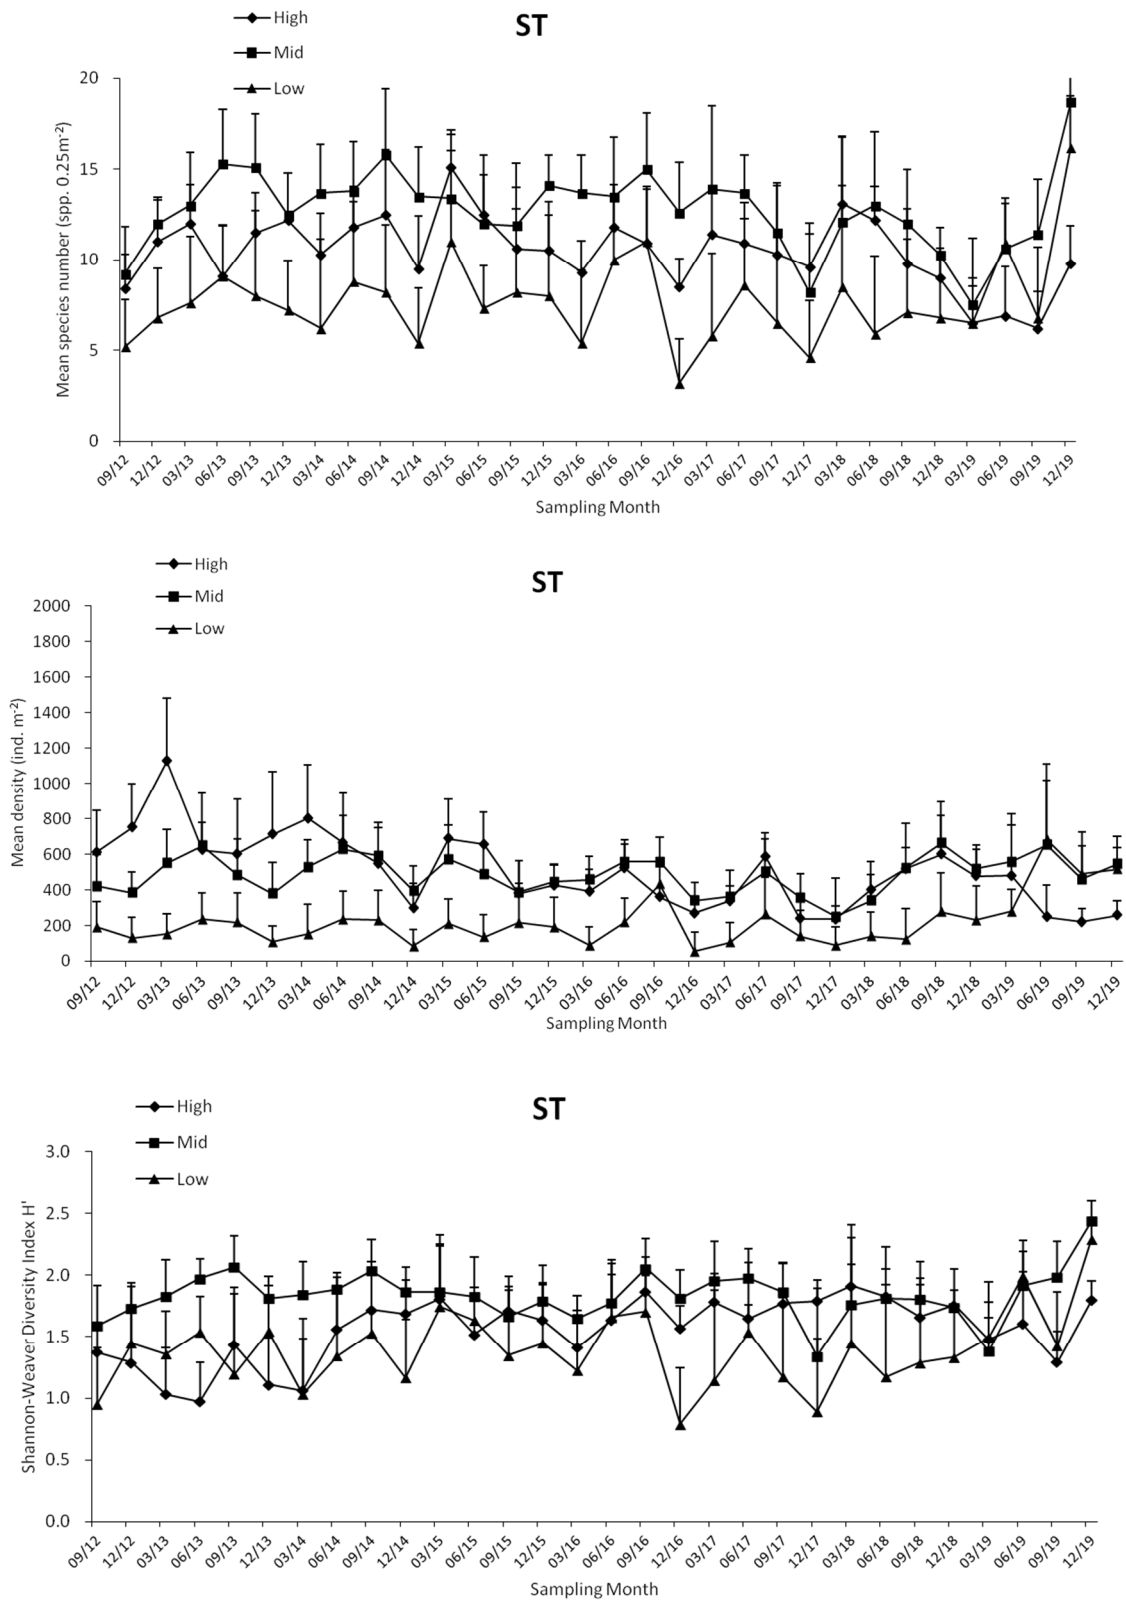 ST
High
Mid
Low
Mean species number (spp. 0.25m⁻²)
20
15
10
5
0
09/12 12/12 03/13 06/13 09/13 12/13 03/14 06/14 09/14 12/14 03/15 06/15 09/15 12/15 03/16 06/16 09/16 12/16 03/17 06/17 09/17 12/17 03/18 06/18 09/18 12/18 03/19 06/19 09/19 12/19
Sampling Month
High
ST
Mid
Low
Mean density (ind. m⁻²)
2000
1800
1600
1400
1200
1000
800
600
400
200
0
09/12 12/12 03/13 06/13 09/13 12/13 03/14 06/14 09/14 12/14 03/15 06/15 09/15 12/15 03/16 06/16 09/16 12/16 03/17 06/17 09/17 12/17 03/18 06/18 09/18 12/18 03/19 06/19 09/19 12/19
Sampling Month
High
ST
Mid
Low
Shannon-Weaver Diversity Index H'
3.0
2.5
2.0
1.5
1.0
0.5
0.0
09/12 12/12 03/13 06/13 09/13 12/13 03/14 06/14 09/14 12/14 03/15 06/15 09/15 12/15 03/16 06/16 09/16 12/16 03/17 06/17 09/17 12/17 03/18 06/18 09/18 12/18 03/19 06/19 09/19 12/19
Sampling Month